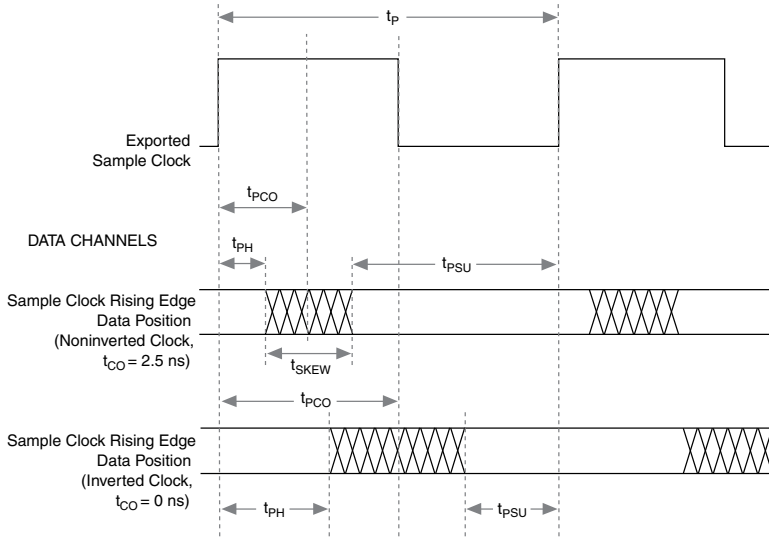 tP
Exported
Sample Clock
tPCO
DATA CHANNELS
tPH
tPSU
Sample Clock Rising Edge
Data Position
(Noninverted Clock,
tCO = 2.5 ns)
tSKEW
tPCO
Sample Clock Rising Edge
Data Position
(Inverted Clock,
tCO = 0 ns)
tPH
tPSU